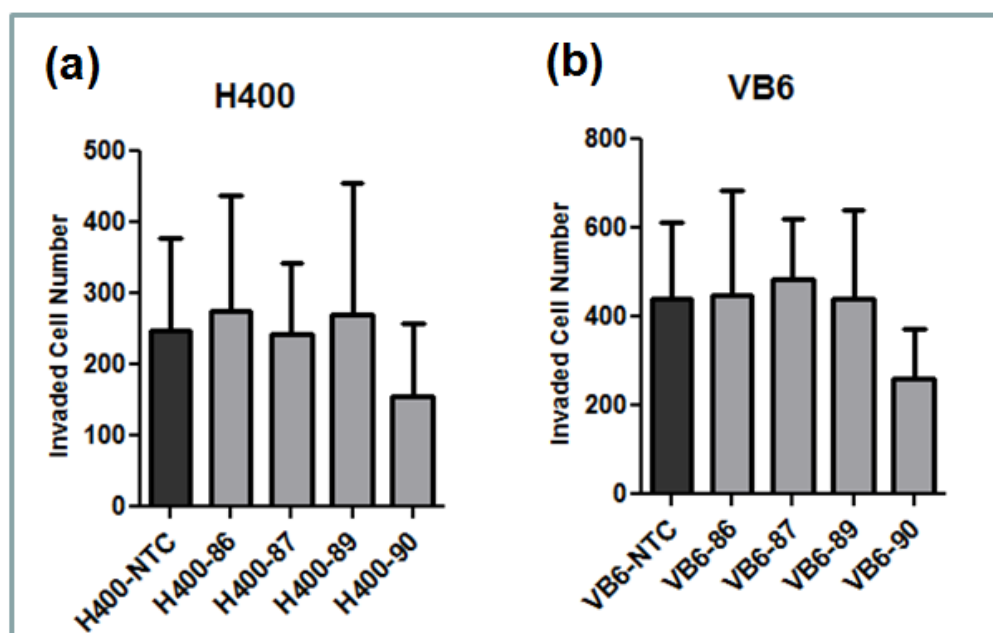 (a)
H400
Invaded Cell Number
500
400
300
200
100
0
H400-NTC
H400-86
H400-87
H400-89
H400-90
(b)
VB6
Invaded Cell Number
800
600
400
200
0
VB6-NTC
VB6-86
VB6-87
VB6-89
VB6-90